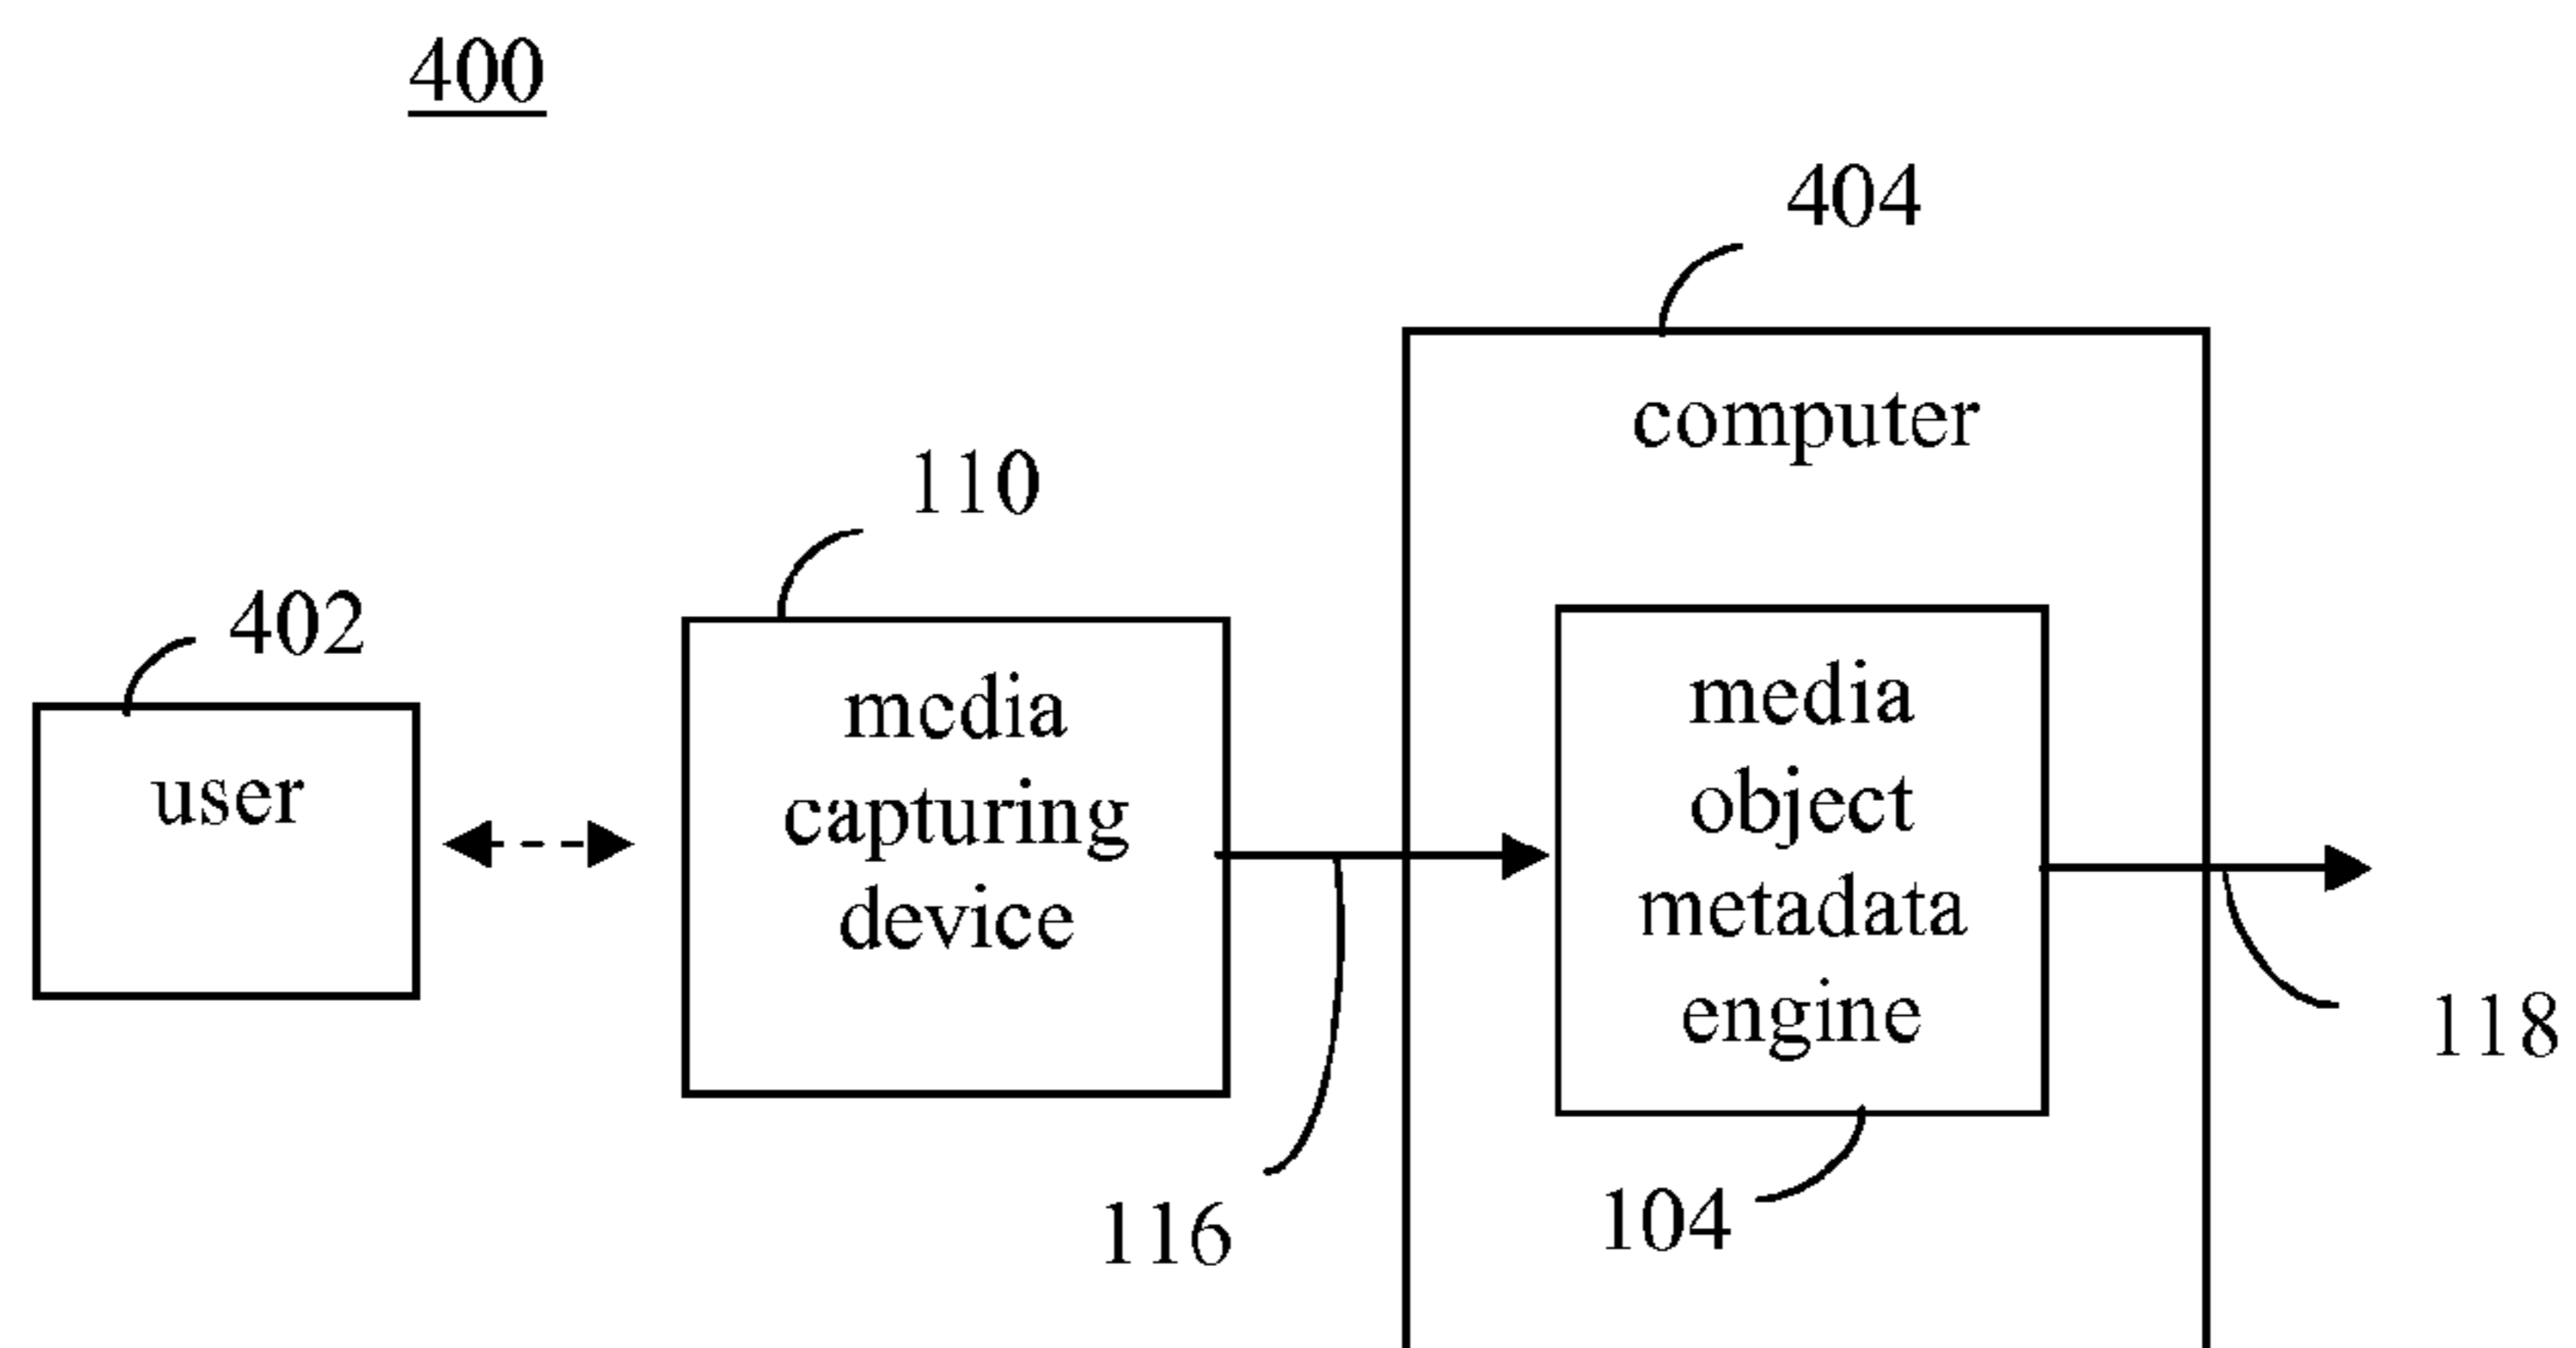 400
404
computer
110
402
user
media
capturing
device
media
object
metadata
engine
118
116
104